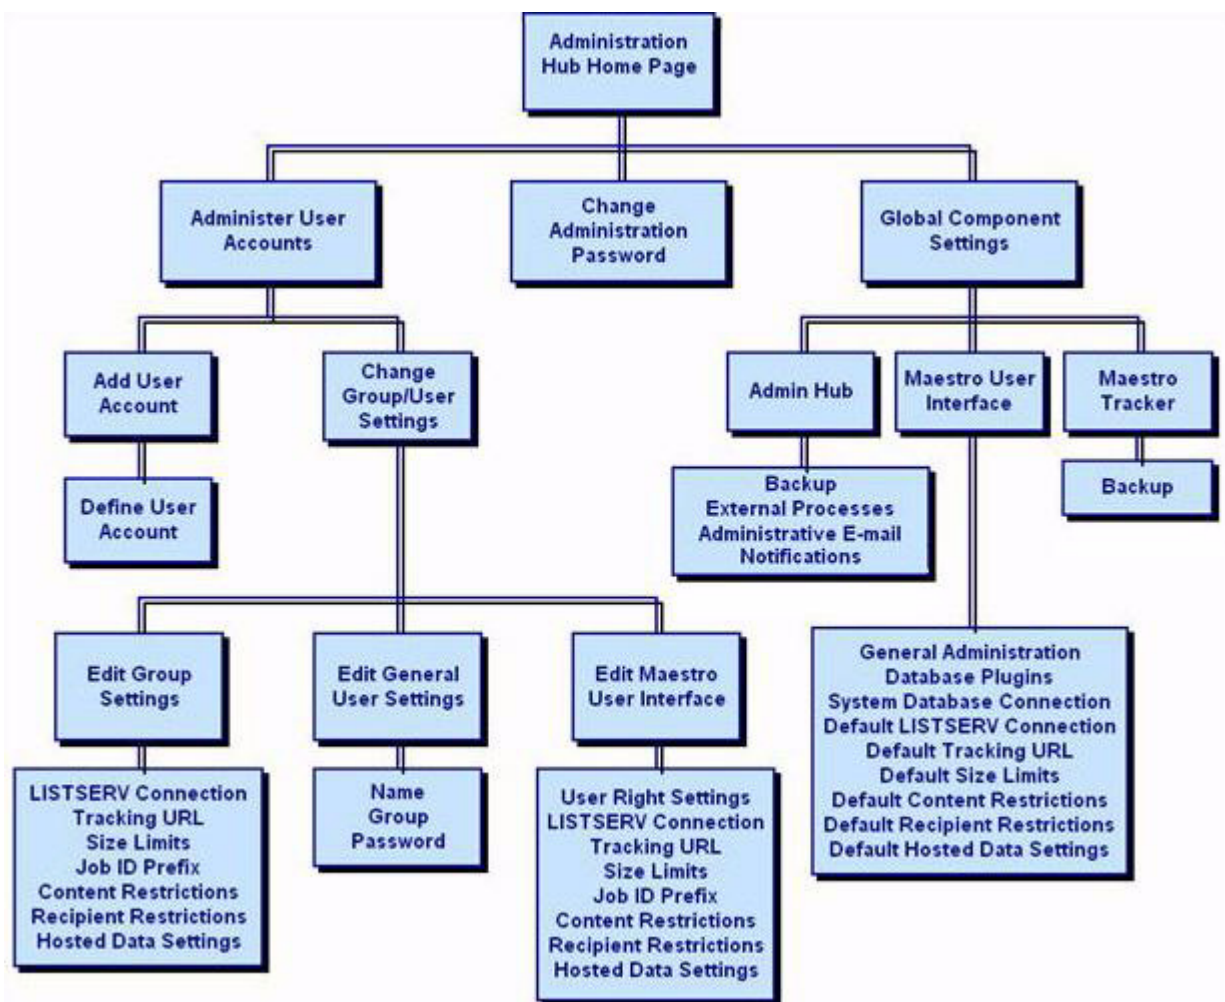 Administration
Hub Home Page
Administer User
Accounts
Change
Administration
Password
Global Component
Settings
Add User
Account
Change
Group/User
Settings
Admin Hub
Maestro User
Interface
Maestro
Tracker
Define User
Account
Backup
External Processes
Administrative E-mail
Notifications
Backup
Edit Group
Settings
Edit General
User Settings
Edit Maestro
User Interface
General Administration
Database Plugins
System Database Connection
Default LISTSERV Connection
Default Tracking URL
Default Size Limits
Default Content Restrictions
Default Recipient Restrictions
Default Hosted Data Settings
LISTSERV Connection
Tracking URL
Size Limits
Job ID Prefix
Content Restrictions
Recipient Restrictions
Hosted Data Settings
Name
Group
Password
User Right Settings
LISTSERV Connection
Tracking URL
Size Limits
Job ID Prefix
Content Restrictions
Recipient Restrictions
Hosted Data Settings